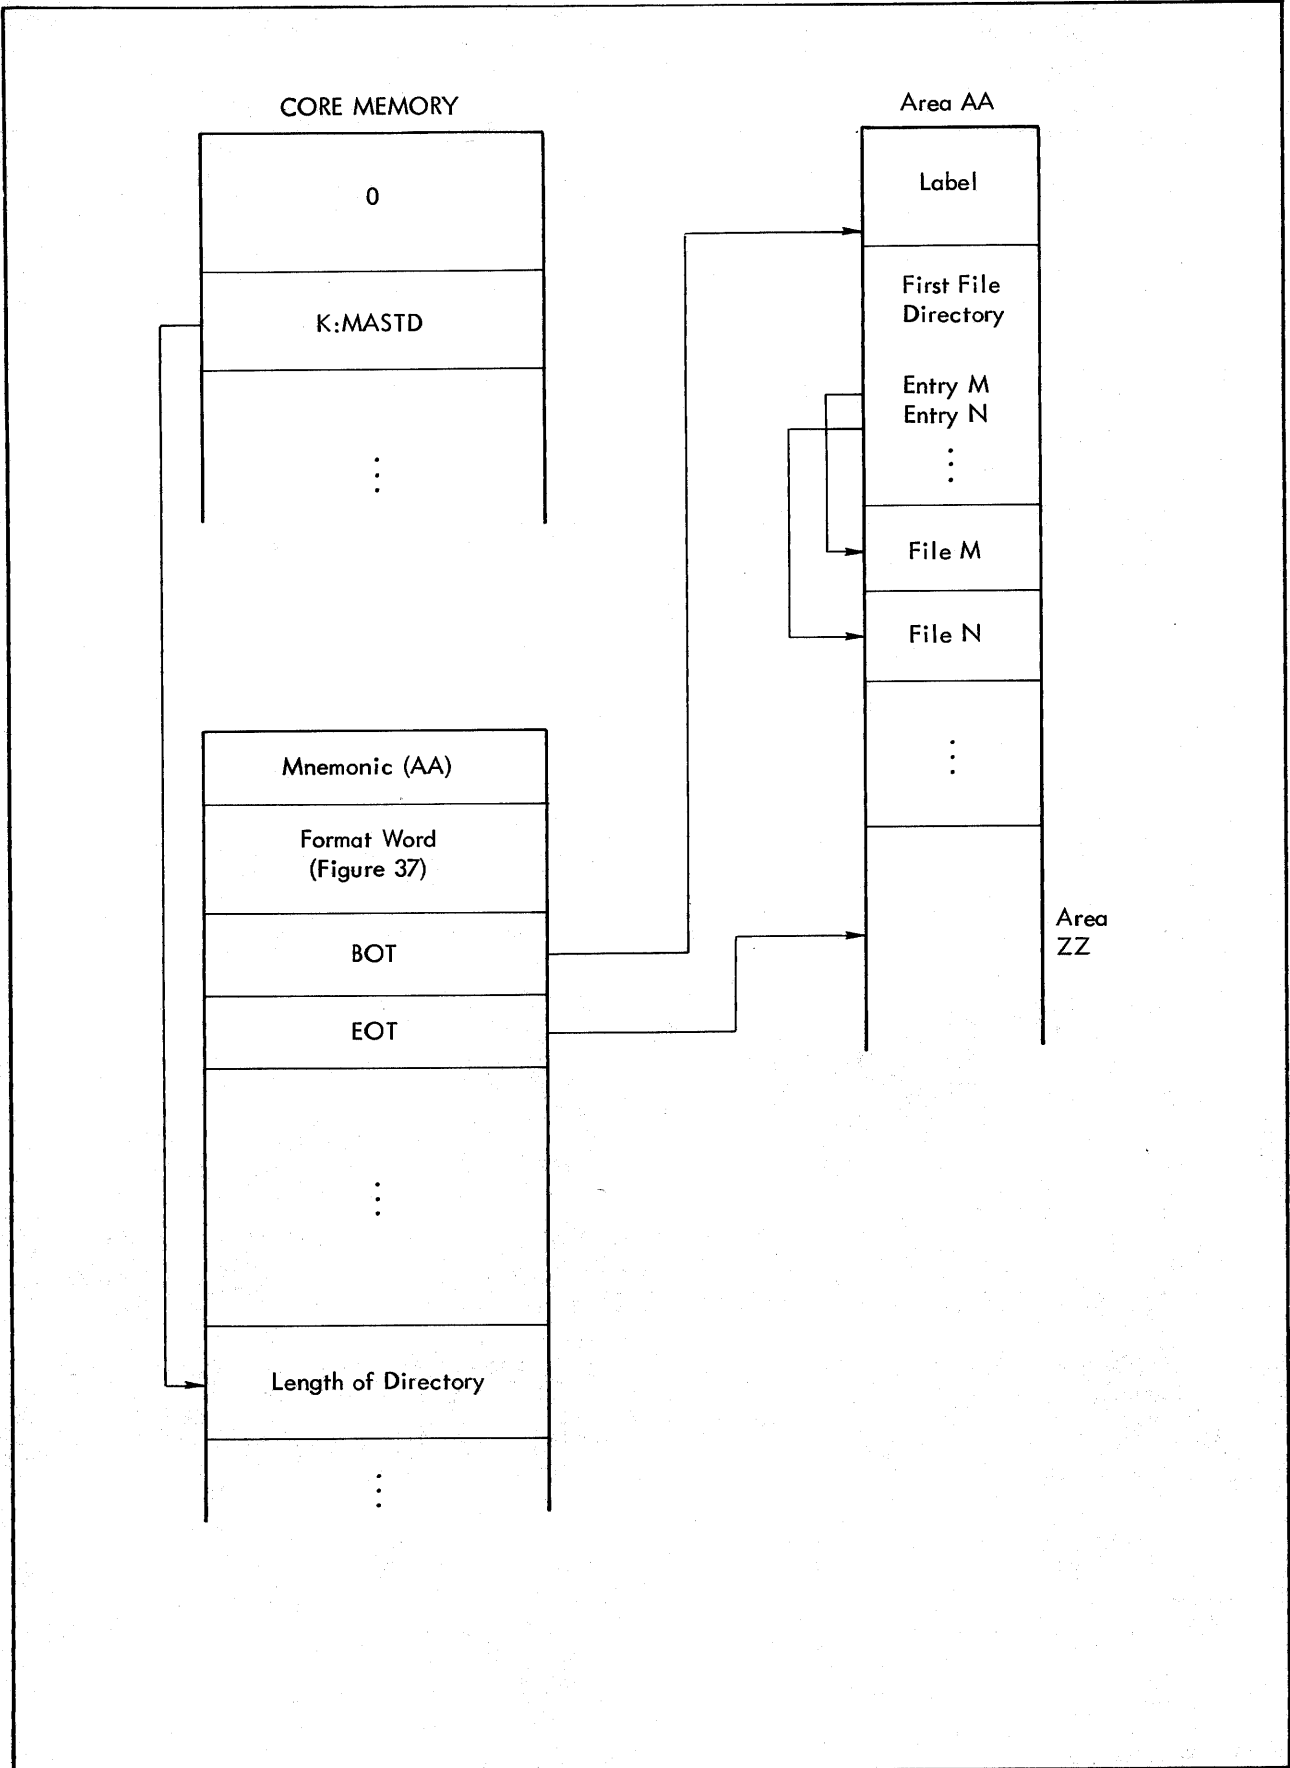 CORE MEMORY
0
K:MASTD
Mnemonic (AA)
Format Word
(Figure 37)
BOT
EOT
Length of Directory
Area AA
Label
First File
Directory
Entry M
Entry N
File M
File N
Area
ZZ